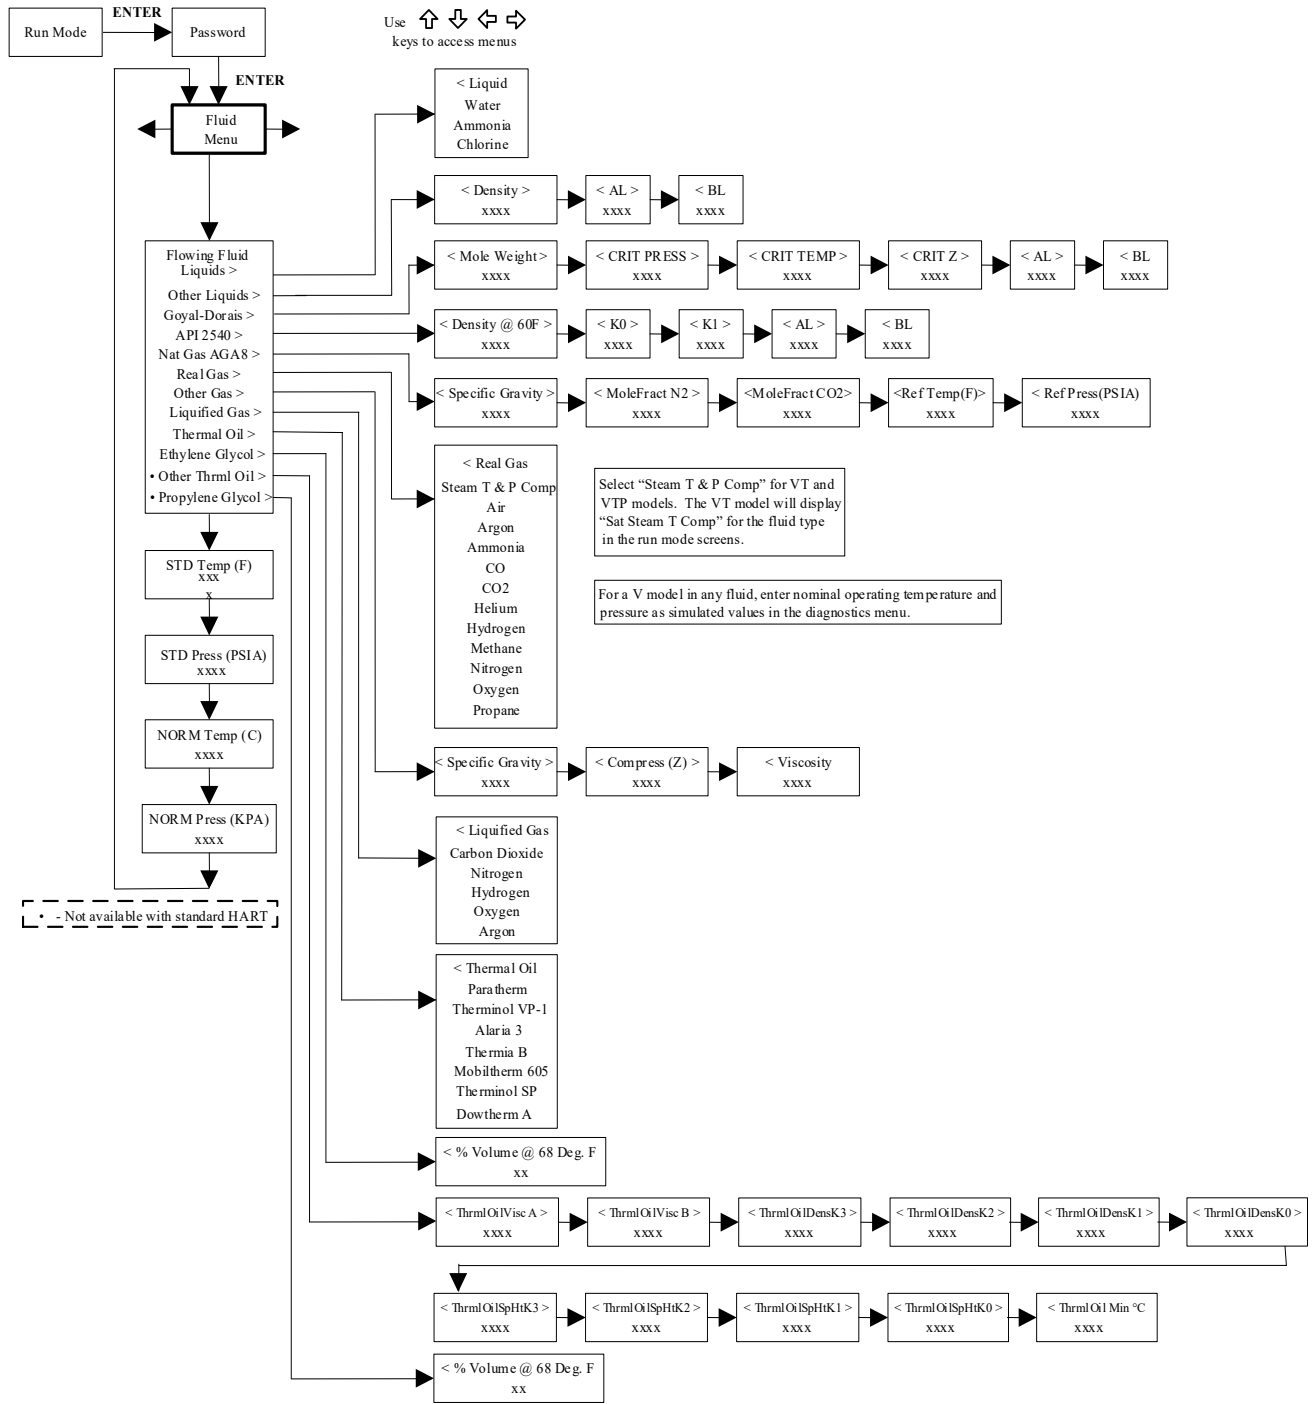 Run Mode
ENTER
Password
Use
keys to access menus
ENTER
Fluid
Menu
< Liquid
Water
Ammonia
Chlorine
< Density >
xxxx
< AL >
xxxx
< BL
xxxx
Flowing Fluid
Liquids >
Other Liquids >
Goyal-Dorais >
API 2540 >
Nat Gas AGA8 >
Real Gas >
Other Gas >
Liquified Gas >
Thermal Oil >
Ethylene Glycol >
• Other Thrml Oil >
• Propylene Glycol >
< Mole Weight >
xxxx
< CRIT PRESS >
xxxx
< CRIT TEMP >
xxxx
< CRIT Z >
xxxx
< AL >
xxxx
< BL
xxxx
< Density @ 60F >
xxxx
< K0 >
xxxx
< K1 >
xxxx
< AL >
xxxx
< BL
xxxx
< Specific Gravity >
xxxx
< MoleFract N2 >
xxxx
<MoleFract CO2>
xxxx
<Ref Temp(F)>
xxxx
< Ref Press(PSIA)
xxxx
< Real Gas
Steam T & P Comp
Air
Argon
Ammonia
CO
CO2
Helium
Hydrogen
Methane
Nitrogen
Oxygen
Propane
Select “Steam T & P Comp” for VT and
VTP models. The VT model will display
“Sat Steam T Comp” for the fluid type
in the run mode screens.
For a V model in any fluid, enter nominal operating temperature and
pressure as simulated values in the diagnostics menu.
STD Temp (F)
xxx
x
STD Press (PSIA)
xxxx
NORM Temp (C)
xxxx
NORM Press (KPA)
xxxx
• - Not available with standard HART
< Specific Gravity >
xxxx
< Compress (Z) >
xxxx
< Viscosity
xxxx
< Liquified Gas
Carbon Dioxide
Nitrogen
Hydrogen
Oxygen
Argon
< Thermal Oil
Paratherm
Therminol VP-1
Alaria 3
Thermia B
Mobiltherm 605
Therminol SP
Dowtherm A
< % Volume @ 68 Deg. F
xx
< ThrmlOilVisc A >
xxxx
< ThrmlOilVisc B >
xxxx
< ThrmlOilDensK3 >
xxxx
< ThrmlOilDensK2 >
xxxx
< ThrmlOilDensK1 >
xxxx
< ThrmlOilDensK0 >
xxxx
< ThrmlOilSpHtK3 >
xxxx
< ThrmlOilSpHtK2 >
xxxx
< ThrmlOilSpHtK1 >
xxxx
< ThrmlOilSpHtK0 >
xxxx
< ThrmlOil Min °C
xxxx
< % Volume @ 68 Deg. F
xx